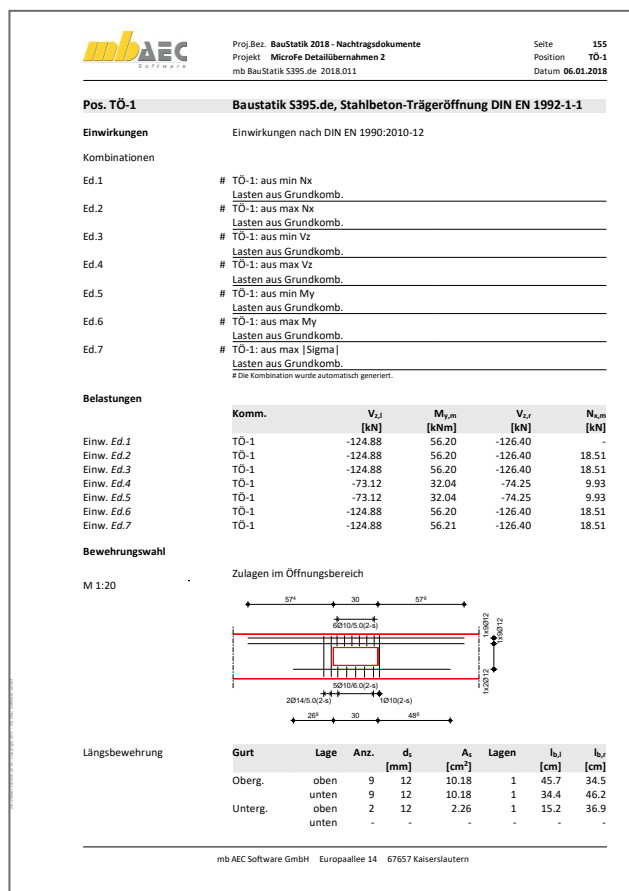 mb AEC
Software
Proj.Bez. BauStatik 2018 - Nachtragsdokumente Seite 155
Projekt MicroFe Detailübernahmen 2 Position TÖ-1
mb BauStatik S395.de 2018.011 Datum 06.01.2018
Pos. TÖ-1 Baustatik S395.de, Stahlbeton-Trägeröffnung DIN EN 1992-1-1
Einwirkungen Einwirkungen nach DIN EN 1990:2010-12
Kombinationen
Ed.1 # TÖ-1: aus min Nx
Lasten aus Grundkomb.
Ed.2 # TÖ-1: aus max Nx
Lasten aus Grundkomb.
Ed.3 # TÖ-1: aus min Vz
Lasten aus Grundkomb.
Ed.4 # TÖ-1: aus max Vz
Lasten aus Grundkomb.
Ed.5 # TÖ-1: aus min My
Lasten aus Grundkomb.
Ed.6 # TÖ-1: aus max My
Lasten aus Grundkomb.
Ed.7 # TÖ-1: aus max |Sigma|
Lasten aus Grundkomb.
# Die Kombination wurde automatisch generiert.
Belastungen
Komm. Vz,l My,m Vz,r Nx,m
[kN] [kNm] [kN] [kN]
Einw. Ed.1 TÖ-1 -124.88 56.20 -126.40 -
Einw. Ed.2 TÖ-1 -124.88 56.20 -126.40 18.51
Einw. Ed.3 TÖ-1 -124.88 56.20 -126.40 18.51
Einw. Ed.4 TÖ-1 -73.12 32.04 -74.25 9.93
Einw. Ed.5 TÖ-1 -73.12 32.04 -74.25 9.93
Einw. Ed.6 TÖ-1 -124.88 56.20 -126.40 18.51
Einw. Ed.7 TÖ-1 -124.88 56.21 -126.40 18.51
Bewehrungswahl
Zulagen im Öffnungsbereich
M 1:20
57⁴ 30 57⁹
6Ø10/5.0(2-s)
1x9Ø12
1x9Ø12
1x2Ø12
5Ø10/6.0(2-s)
2Ø14/5.0(2-s) 1Ø10(2-s)
26⁹ 30 48⁶
Längsbewehrung Gurt Lage Anz. ds As Lagen lb,l lb,r
[mm] [cm²] [cm] [cm]
Oberg. oben 9 12 10.18 1 45.7 34.5
unten 9 12 10.18 1 34.4 46.2
Unterg. oben 2 12 2.26 1 15.2 36.9
unten - - - - - -
mb AEC Software GmbH Europaallee 14 67657 Kaiserslautern